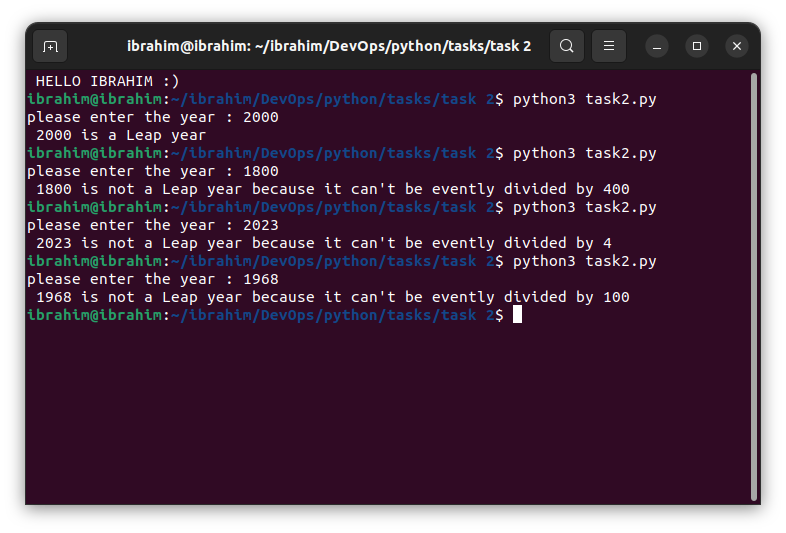 ibrahim@ibrahim: ~/ibrahim/DevOps/python/tasks/task 2
 HELLO IBRAHIM :)
ibrahim@ibrahim:~/ibrahim/DevOps/python/tasks/task 2$ python3 task2.py
please enter the year : 2000
 2000 is a Leap year
ibrahim@ibrahim:~/ibrahim/DevOps/python/tasks/task 2$ python3 task2.py
please enter the year : 1800
 1800 is not a Leap year because it can't be evently divided by 400
ibrahim@ibrahim:~/ibrahim/DevOps/python/tasks/task 2$ python3 task2.py
please enter the year : 2023
 2023 is not a Leap year because it can't be evently divided by 4
ibrahim@ibrahim:~/ibrahim/DevOps/python/tasks/task 2$ python3 task2.py
please enter the year : 1968
 1968 is not a Leap year because it can't be evently divided by 100
ibrahim@ibrahim:~/ibrahim/DevOps/python/tasks/task 2$